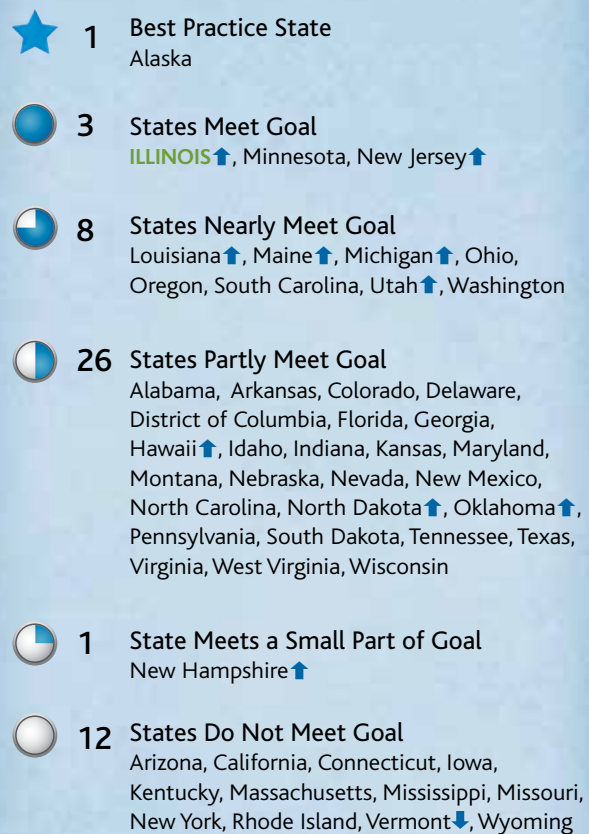 1 Best Practice State
Alaska
3 States Meet Goal
ILLINOIS⬆, Minnesota, New Jersey⬆
8 States Nearly Meet Goal
Louisiana⬆, Maine⬆, Michigan⬆, Ohio,
Oregon, South Carolina, Utah⬆, Washington
26 States Partly Meet Goal
Alabama, Arkansas, Colorado, Delaware,
District of Columbia, Florida, Georgia,
Hawaii⬆, Idaho, Indiana, Kansas, Maryland,
Montana, Nebraska, Nevada, New Mexico,
North Carolina, North Dakota⬆, Oklahoma⬆,
Pennsylvania, South Dakota, Tennessee, Texas,
Virginia, West Virginia, Wisconsin
1 State Meets a Small Part of Goal
New Hampshire⬆
12 States Do Not Meet Goal
Arizona, California, Connecticut, Iowa,
Kentucky, Massachusetts, Mississippi, Missouri,
New York, Rhode Island, Vermont⬇, Wyoming